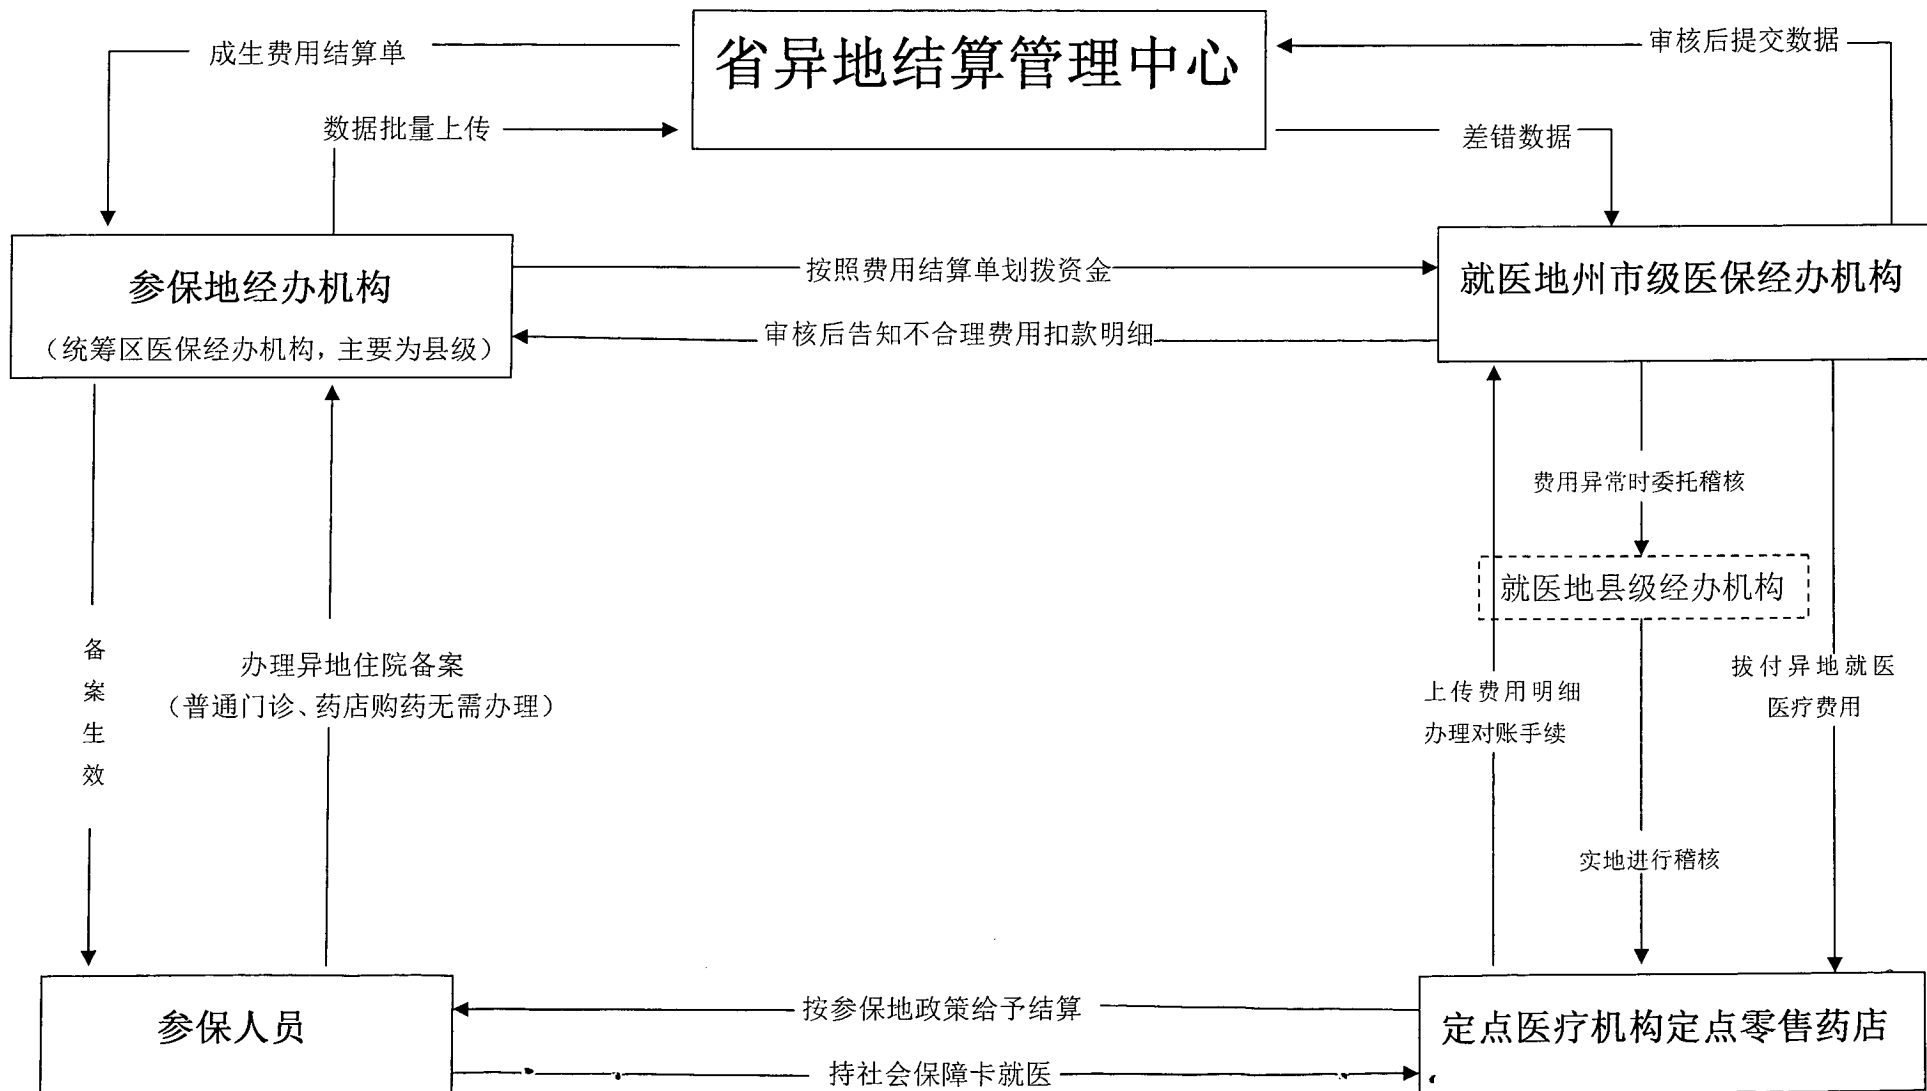 成生费用结算单
省异地结算管理中心
审核后提交数据
数据批量上传
差错数据
参保地经办机构
（统筹区医保经办机构，主要为县级）
按照费用结算单划拨资金
审核后告知不合理费用扣款明细
就医地州市级医保经办机构
费用异常时委托稽核
就医地县级经办机构
备案生效
办理异地住院备案
（普通门诊、药店购药无需办理）
上传费用明细
办理对账手续
拔付异地就医
医疗费用
实地进行稽核
参保人员
按参保地政策给予结算
持社会保障卡就医
定点医疗机构定点零售药店